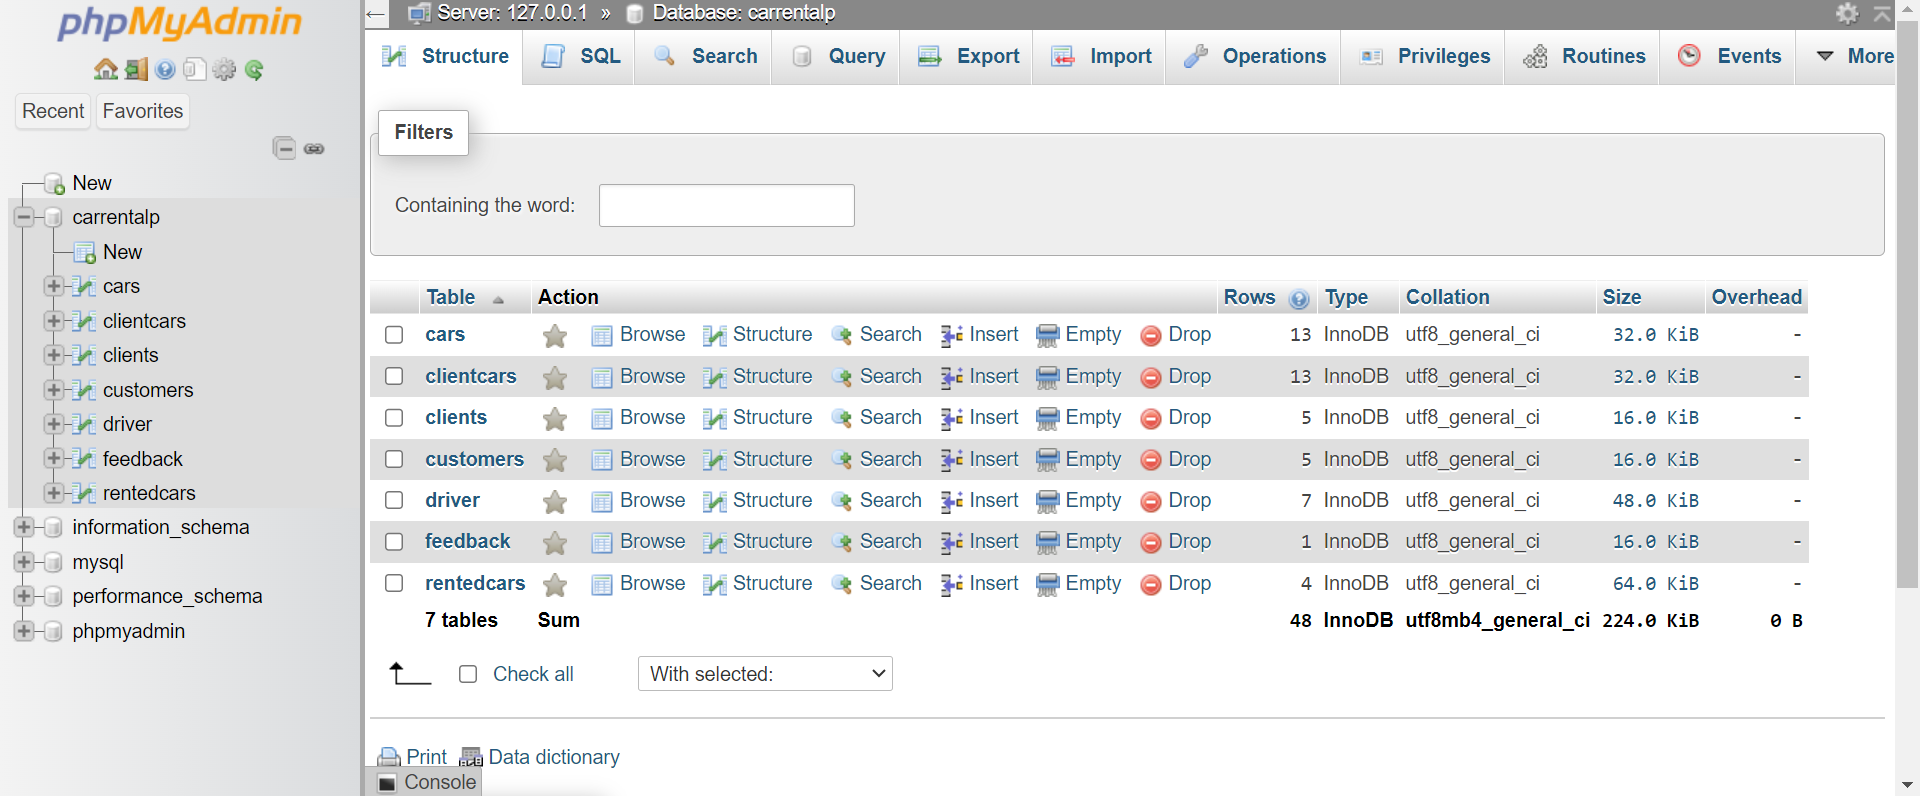 phpMyAdmin
Recent Favorites
New
carrentalp
New
cars
clientcars
clients
customers
driver
feedback
rentedcars
information_schema
mysql
performance_schema
phpmyadmin
Server: 127.0.0.1 » Database: carrentalp
Structure SQL Search Query Export Import Operations Privileges Routines Events More
Filters
Containing the word:
Table Action Rows Type Collation Size Overhead
cars Browse Structure Search Insert Empty Drop 13 InnoDB utf8_general_ci 32.0 KiB -
clientcars Browse Structure Search Insert Empty Drop 13 InnoDB utf8_general_ci 32.0 KiB -
clients Browse Structure Search Insert Empty Drop 5 InnoDB utf8_general_ci 16.0 KiB -
customers Browse Structure Search Insert Empty Drop 5 InnoDB utf8_general_ci 16.0 KiB -
driver Browse Structure Search Insert Empty Drop 7 InnoDB utf8_general_ci 48.0 KiB -
feedback Browse Structure Search Insert Empty Drop 1 InnoDB utf8_general_ci 16.0 KiB -
rentedcars Browse Structure Search Insert Empty Drop 4 InnoDB utf8_general_ci 64.0 KiB -
7 tables Sum 48 InnoDB utf8mb4_general_ci 224.0 KiB 0 B
Check all With selected:
Print Data dictionary
Console